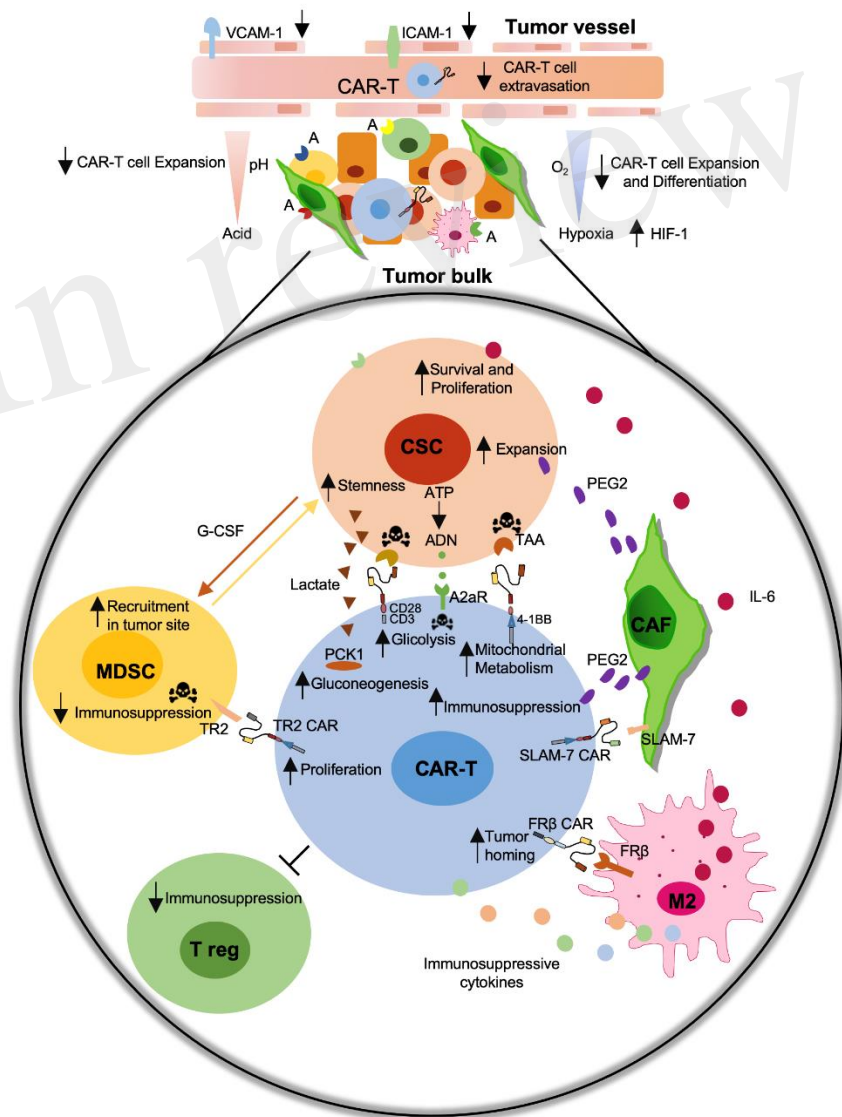 VCAM-1
ICAM-1
Tumor vessel
CAR-T
CAR-T cell
extravasation
A
A
CAR-T cell Expansion
pH
O2
CAR-T cell Expansion
and Differentiation
A
A
Acid
Hypoxia
HIF-1
Tumor bulk
in review
Survival and
Proliferation
CSC
Expansion
Stemness
ATP
PEG2
G-CSF
ADN
TAA
Lactate
A2aR
CD28
CD3
4-1BB
IL-6
Recruitment
in tumor site
Glicolysis
CAF
PCK1
Mitochondrial
Metabolism
MDSC
PEG2
Gluconeogenesis
Immunosuppression
Immunosuppression
TR2
TR2 CAR
SLAM-7
SLAM-7 CAR
Proliferation
CAR-T
FRβ CAR
Tumor
homing
FRβ
M2
Immunosuppression
T reg
Immunosuppressive
cytokines